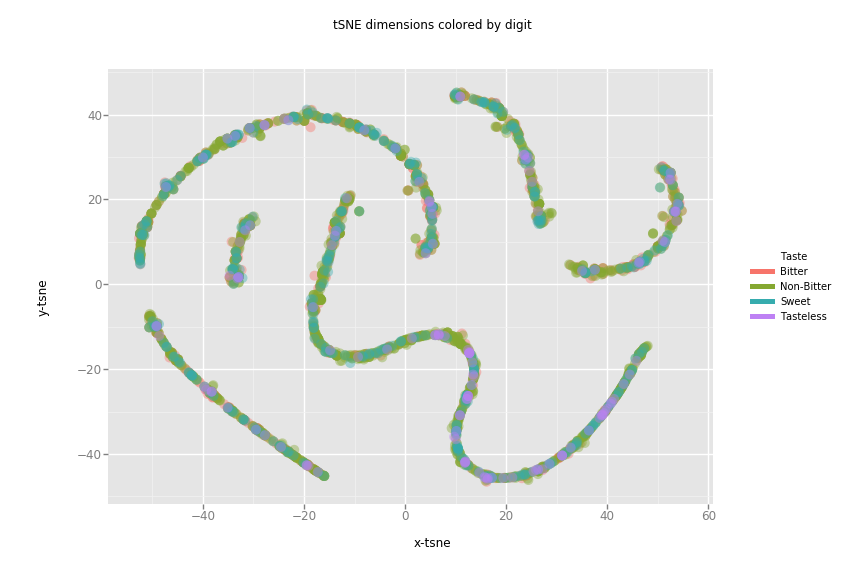 tSNE dimensions colored by digit
y-tsne
40
20
0
−20
−40
−40
−20
0
20
40
60
x-tsne
Taste
Bitter
Non-Bitter
Sweet
Tasteless